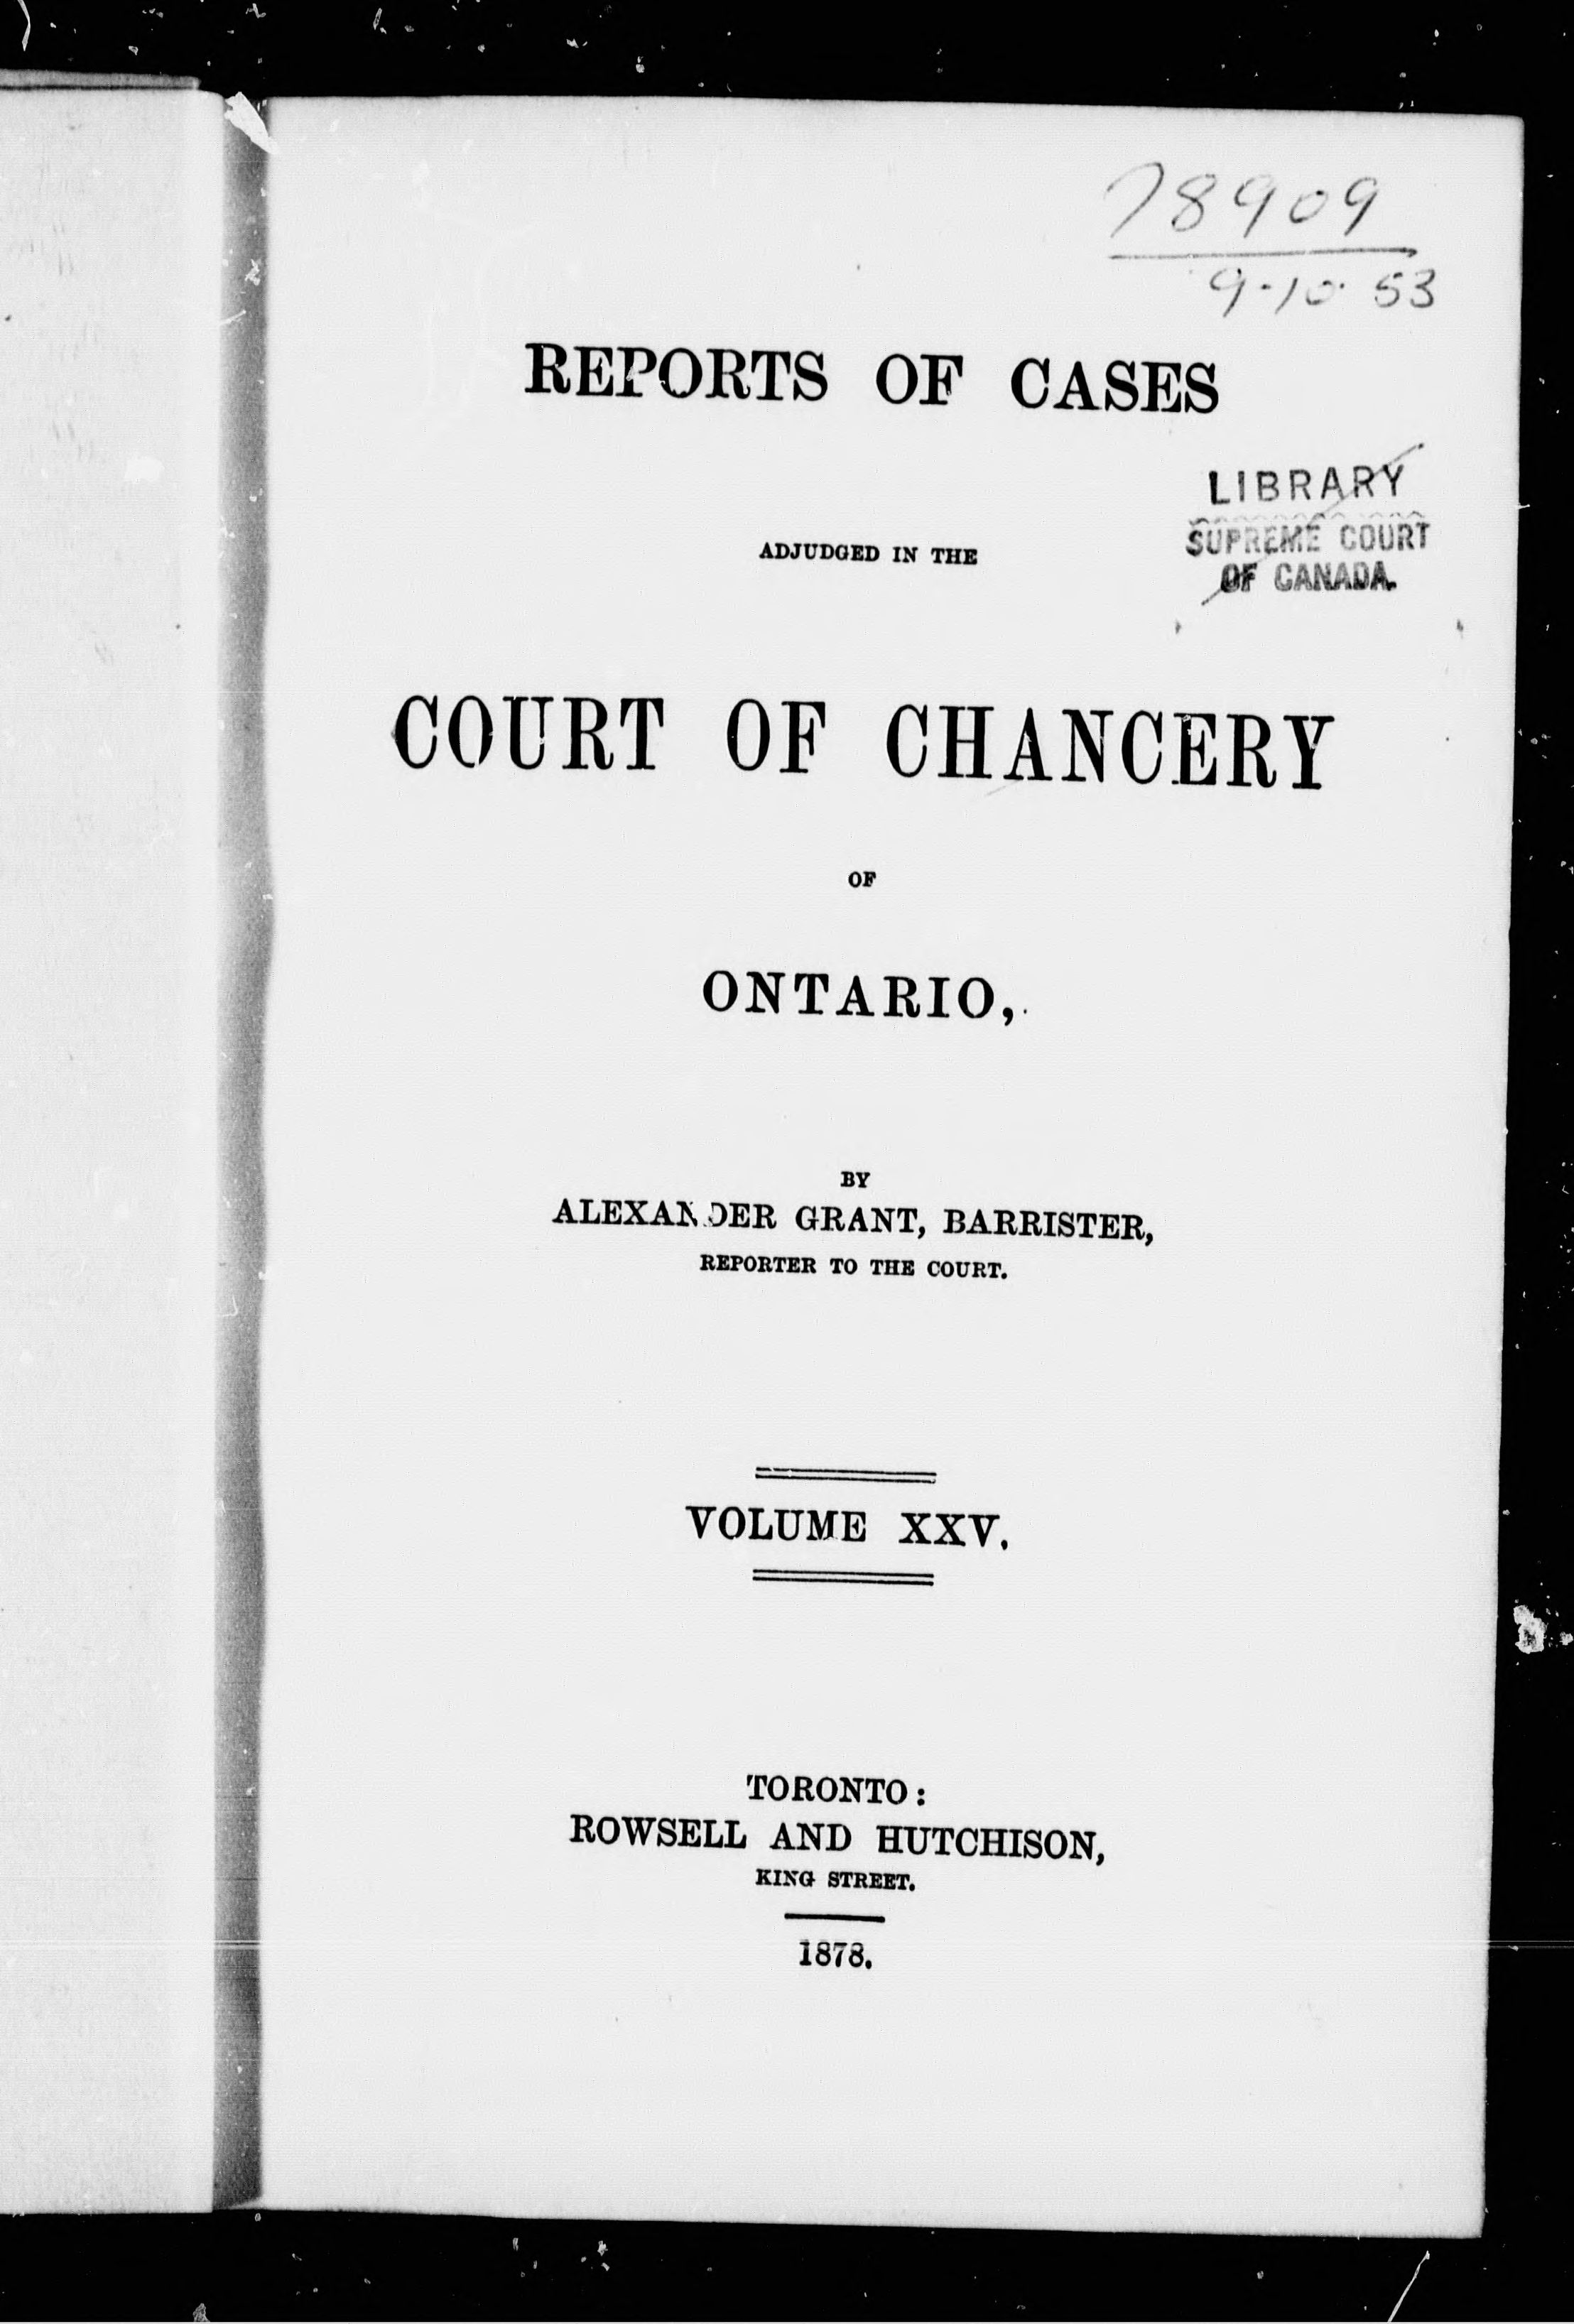 78909
9·10·53
REPORTS OF CASES
LIBRARY
SUPREME COURT
OF CANADA.
ADJUDGED IN THE
COURT OF CHANCERY
OF
ONTARIO,
BY
ALEXANDER GRANT, BARRISTER,
REPORTER TO THE COURT.
VOLUME XXV.
TORONTO:
ROWSELL AND HUTCHISON,
KING STREET.
1878.